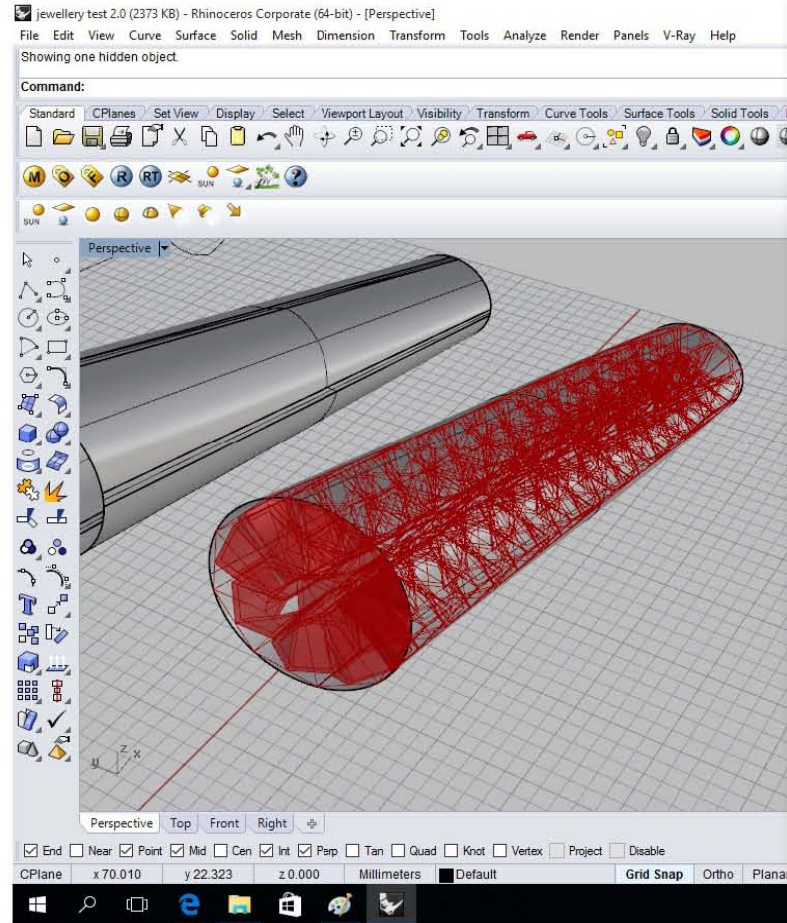 jewellery test 2.0 (2373 KB) - Rhinoceros Corporate (64-bit) - [Perspective]
File Edit View Curve Surface Solid Mesh Dimension Transform Tools Analyze Render Panels V-Ray Help
Showing one hidden object.
Command:
Standard CPlanes Set View Display Select Viewport Layout Visibility Transform Curve Tools Surface Tools Solid Tools
M O F R RT SUN ?
SUN
Perspective
T
z
y x
Perspective Top Front Right
End Near Point Mid Cen Int Perp Tan Quad Knot Vertex Project Disable
CPlane x 70.010 y 22.323 z 0.000 Millimeters Default Grid Snap Ortho Plana